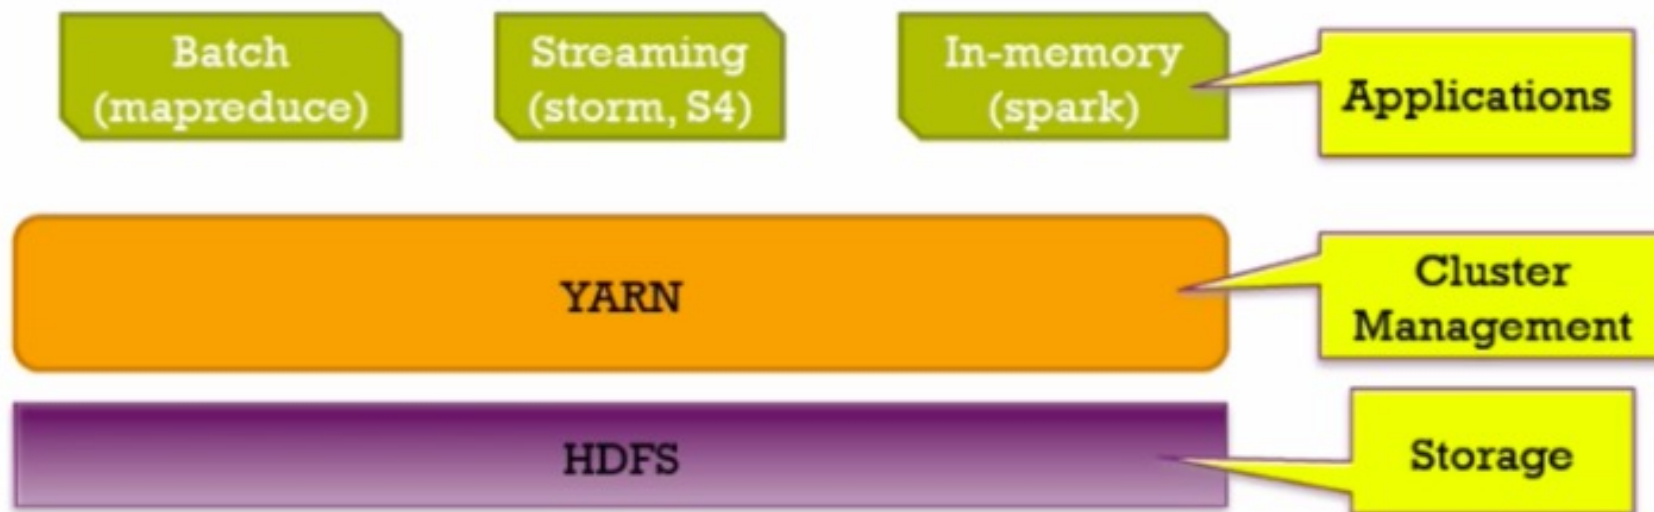 Batch
(mapreduce)
Streaming
(storm, S4)
In-memory
(spark)
Applications
YARN
Cluster
Management
HDFS
Storage